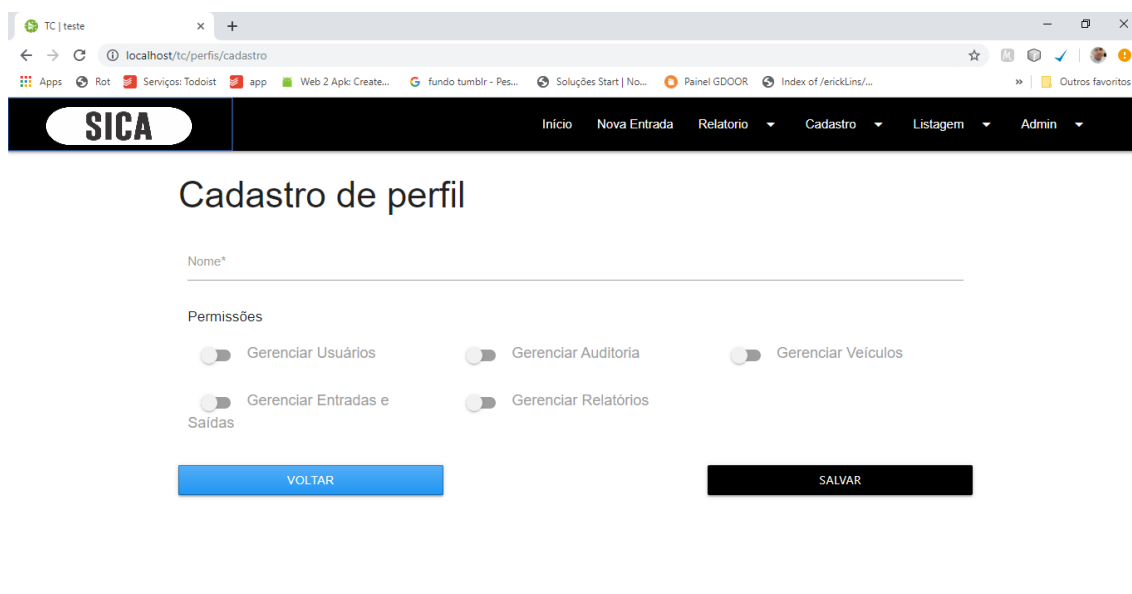 TC | teste
localhost/tc/perfis/cadastro
Apps Rot Serviços: Todoist app Web 2 Apk: Create... fundo tumblr - Pes... Soluções Start | No... Painel GDOOR Index of /erickLins/... » Outros favoritos
SICA Início Nova Entrada Relatorio Cadastro Listagem Admin
Cadastro de perfil
Nome*
Permissões
Gerenciar Usuários Gerenciar Auditoria Gerenciar Veículos
Gerenciar Entradas e Gerenciar Relatórios
Saídas
VOLTAR SALVAR